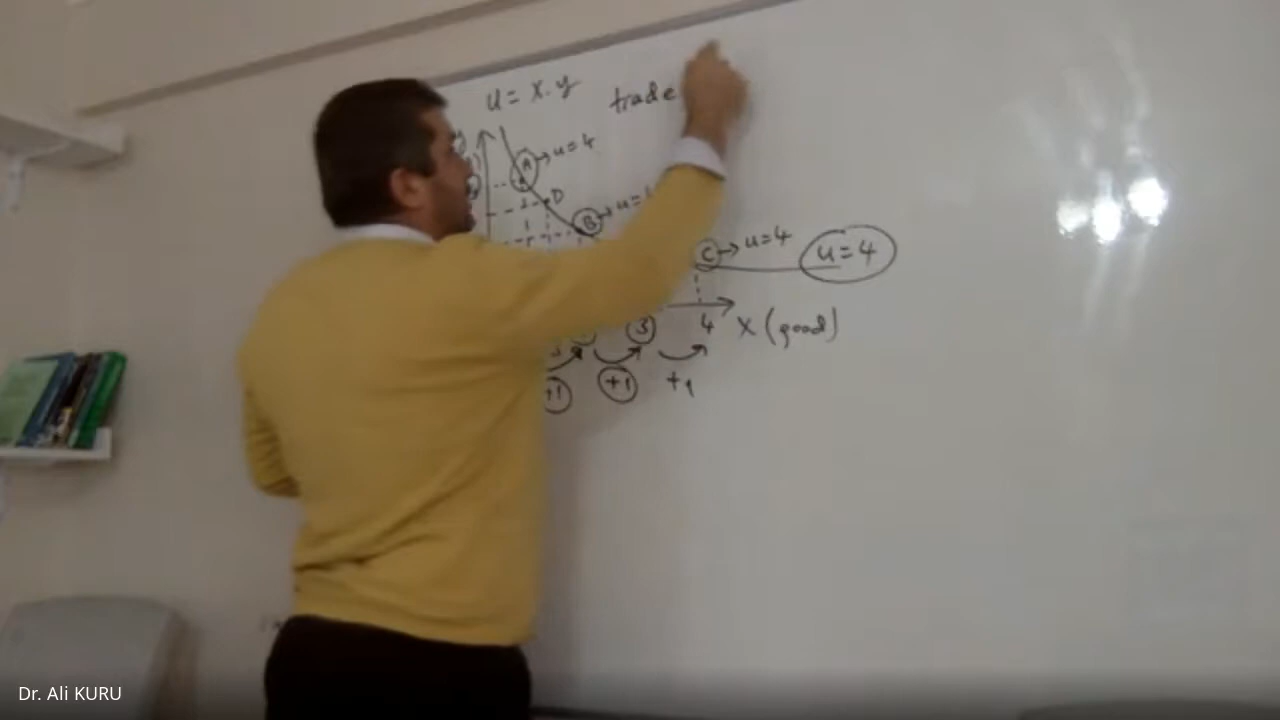 u = x.y trade
A → u = 4
D
B → u =
C → u = 4 u = 4
3 4 X (good)
+1 +1 +1
Dr. Ali KURU